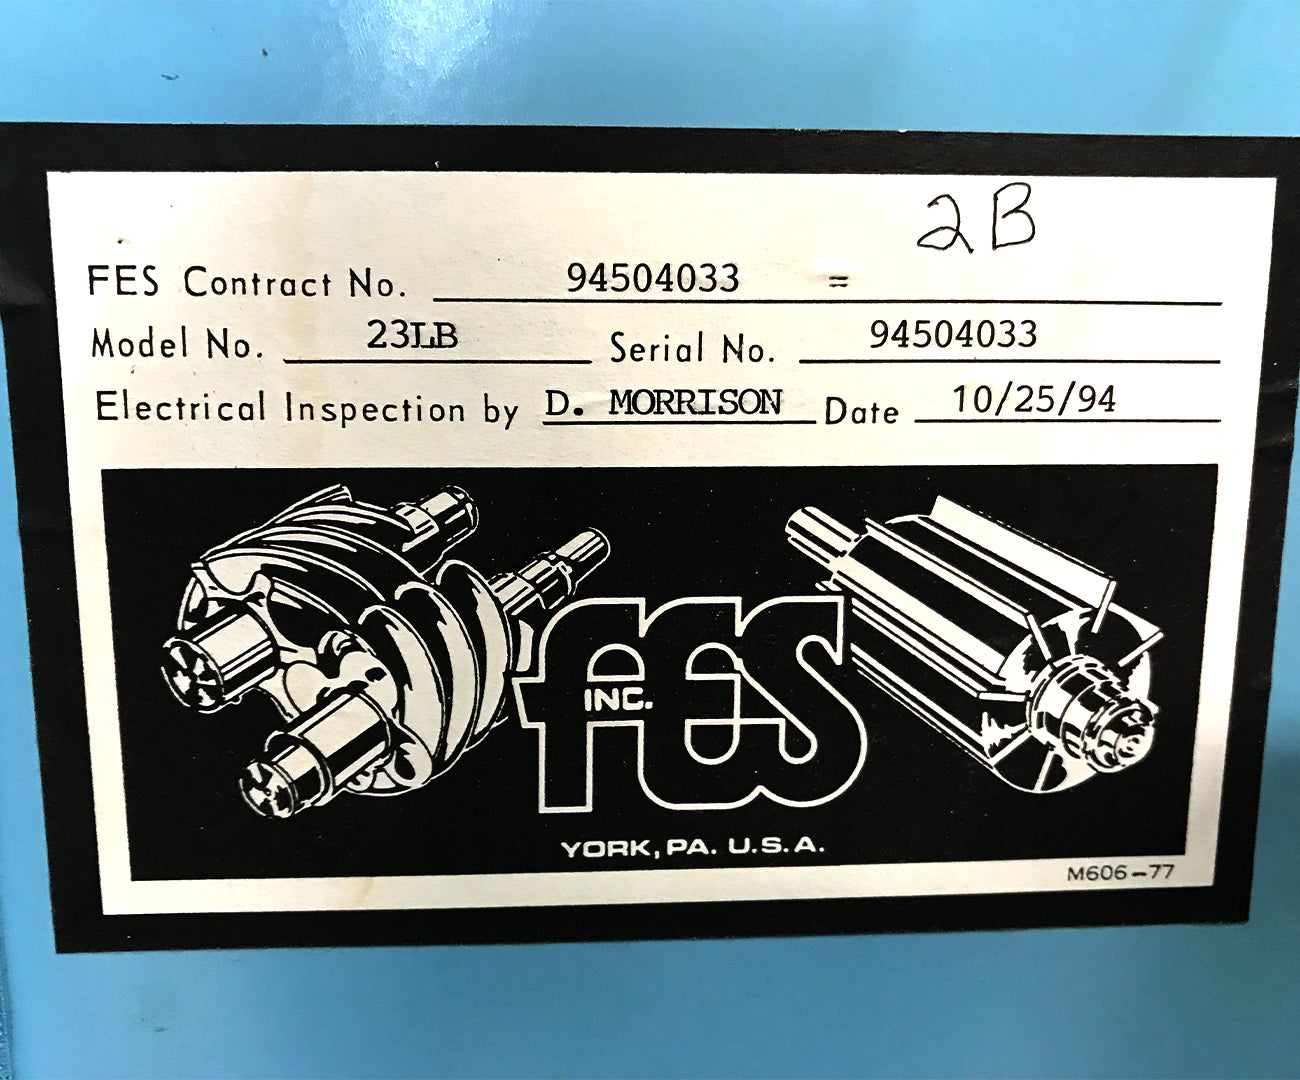 2B
FES Contract No. 94504033 =
Model No. 23LB Serial No. 94504033
Electrical Inspection by D. MORRISON Date 10/25/94
FES
INC.
YORK, PA. U.S.A.
M606-77